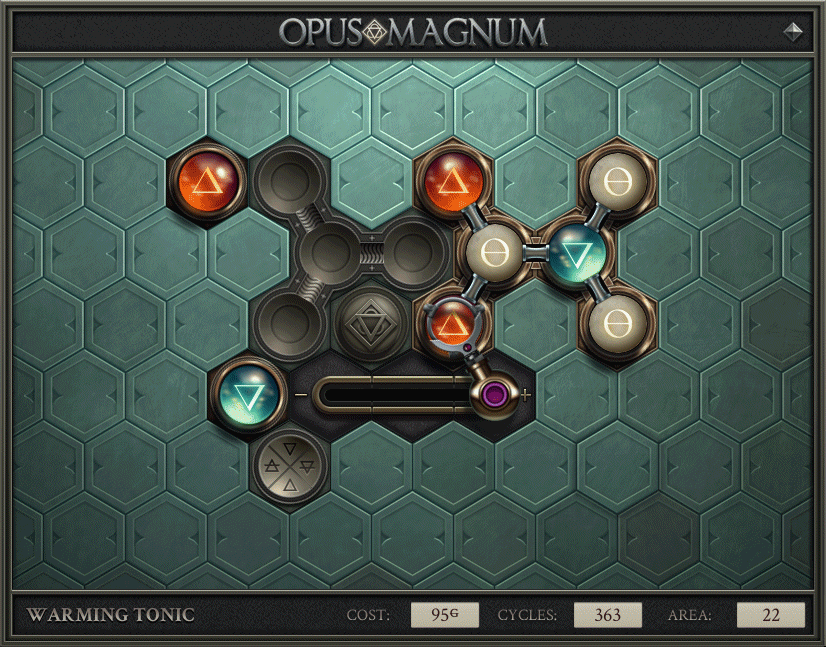 OPUS MAGNUM
WARMING TONIC
COST: 95G
CYCLES: 363
AREA: 22